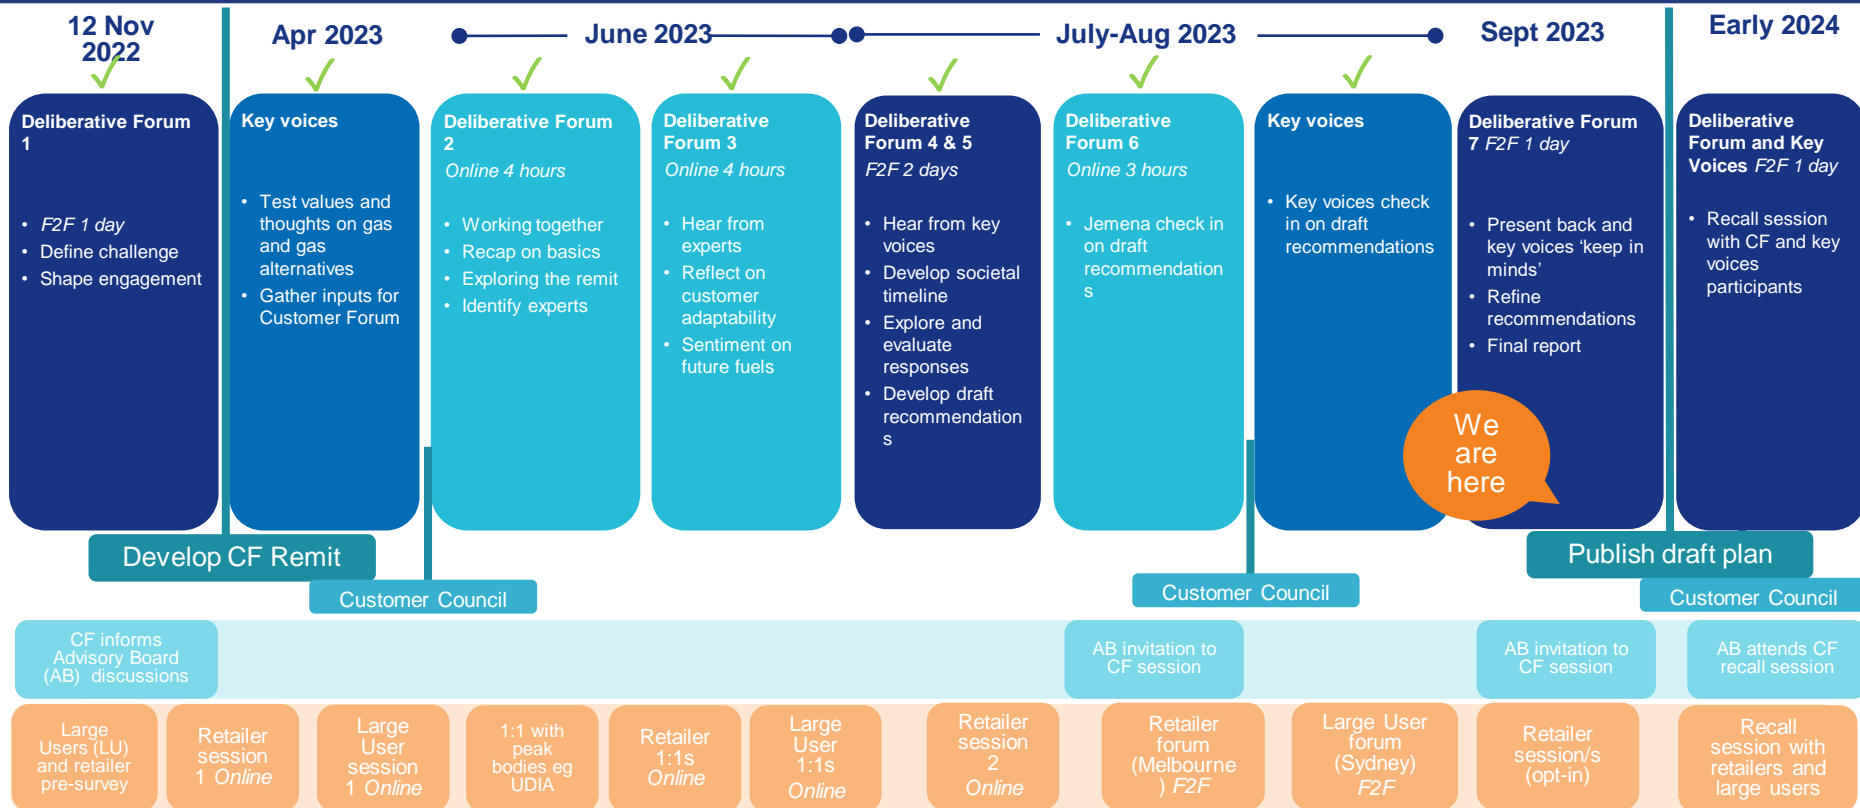 12 Nov
2022
Apr 2023
June 2023
July-Aug 2023
Sept 2023
Early 2024
Deliberative Forum
1
• F2F 1 day
• Define challenge
• Shape engagement
Key voices
• Test values and
thoughts on gas
and gas
alternatives
• Gather inputs for
Customer Forum
Deliberative Forum
2
Online 4 hours
• Working together
• Recap on basics
• Exploring the remit
• Identify experts
Deliberative
Forum 3
Online 4 hours
• Hear from
experts
• Reflect on
customer
adaptability
• Sentiment on
future fuels
Deliberative
Forum 4 & 5
F2F 2 days
• Hear from key
voices
• Develop societal
timeline
• Explore and
evaluate
responses
• Develop draft
recommendation
s
Deliberative
Forum 6
Online 3 hours
• Jemena check in
on draft
recommendation
s
Key voices
• Key voices check
in on draft
recommendations
Deliberative Forum
7 F2F 1 day
• Present back and
key voices ‘keep in
minds’
• Refine
recommendations
• Final report
We
are
here
Deliberative
Forum and Key
Voices F2F 1 day
• Recall session
with CF and key
voices
participants
Develop CF Remit
Customer Council
Customer Council
Publish draft plan
Customer Council
CF informs
Advisory Board
(AB) discussions
AB invitation to
CF session
AB invitation to
CF session
AB attends CF
recall session
Large
Users (LU)
and retailer
pre-survey
Retailer
session
1 Online
Large
User
session
1 Online
1:1 with
peak
bodies eg
UDIA
Retailer
1:1s
Online
Large
User
1:1s
Online
Retailer
session
2
Online
Retailer
forum
(Melbourne
) F2F
Large User
forum
(Sydney)
F2F
Retailer
session/s
(opt-in)
Recall
session with
retailers and
large users